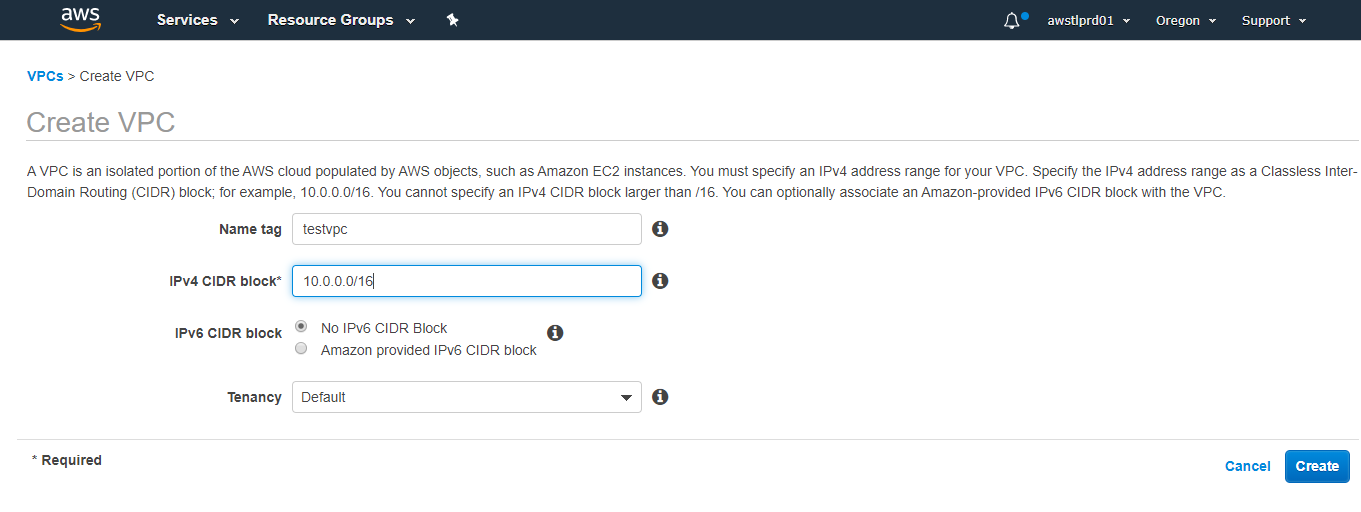 aws Services Resource Groups awstlprd01 Oregon Support
VPCs > Create VPC
Create VPC
A VPC is an isolated portion of the AWS cloud populated by AWS objects, such as Amazon EC2 instances. You must specify an IPv4 address range for your VPC. Specify the IPv4 address range as a Classless Inter-
Domain Routing (CIDR) block; for example, 10.0.0.0/16. You cannot specify an IPv4 CIDR block larger than /16. You can optionally associate an Amazon-provided IPv6 CIDR block with the VPC.
Name tag testvpc
IPv4 CIDR block* 10.0.0.0/16
IPv6 CIDR block No IPv6 CIDR Block
Amazon provided IPv6 CIDR block
Tenancy Default
* Required
Cancel Create